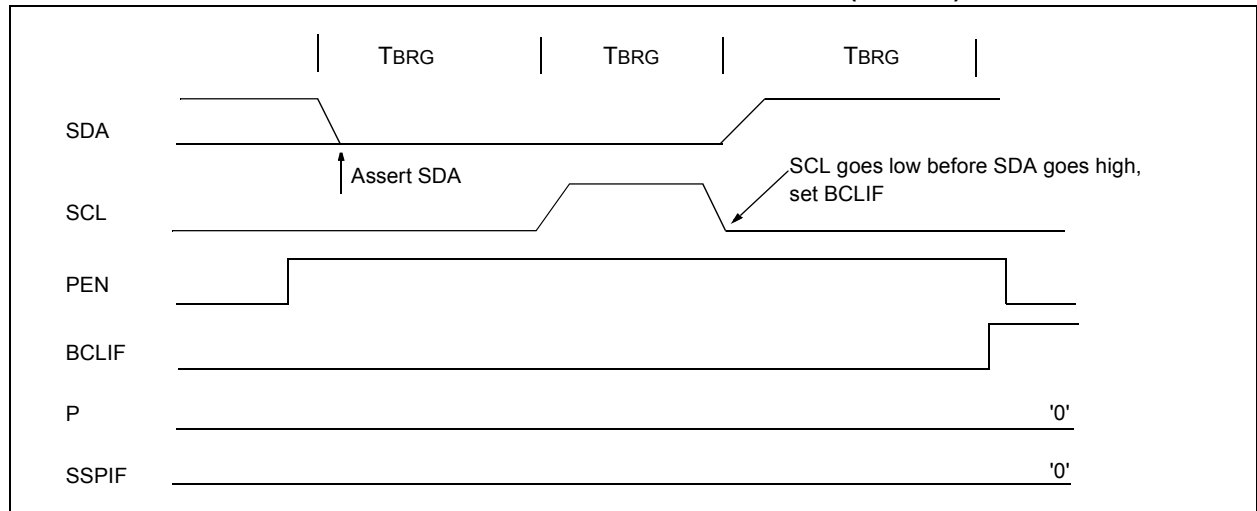 TBRG TBRG TBRG
SDA
Assert SDA
SCL goes low before SDA goes high,
set BCLIF
SCL
PEN
BCLIF
P '0'
SSPIF '0'